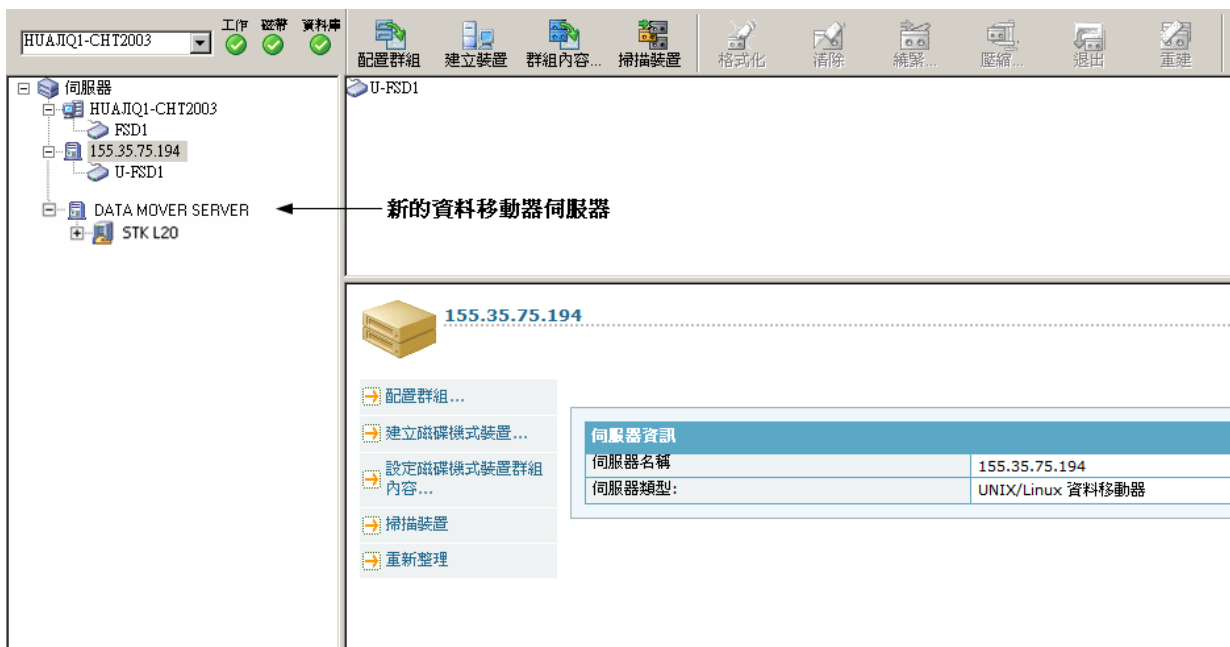 HUAJIQ1-CHT2003
工作 磁帶 資料庫
配置群組 建立裝置 群組內容... 掃描裝置 格式化 清除 繞緊... 壓縮... 退出 重建
伺服器
HUAJIQ1-CHT2003
FSD1
155.35.75.194
U-FSD1
DATA MOVER SERVER
STK L20
U-FSD1
新的資料移動器伺服器
155.35.75.194
配置群組...
建立磁碟機式裝置...
設定磁碟機式裝置群組
內容...
掃描裝置
重新整理
伺服器資訊
伺服器名稱 155.35.75.194
伺服器類型: UNIX/Linux 資料移動器